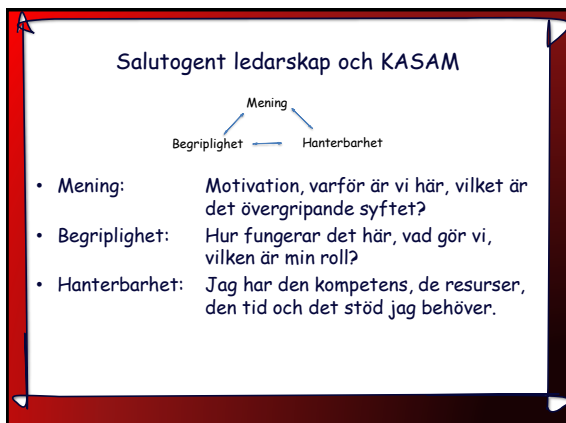 Salutogent ledarskap och KASAM
Mening
Begriplighet
Hanterbarhet
• Mening: Motivation, varför är vi här, vilket är
det övergripande syftet?
• Begriplighet: Hur fungerar det här, vad gör vi,
vilken är min roll?
• Hanterbarhet: Jag har den kompetens, de resurser,
den tid och det stöd jag behöver.